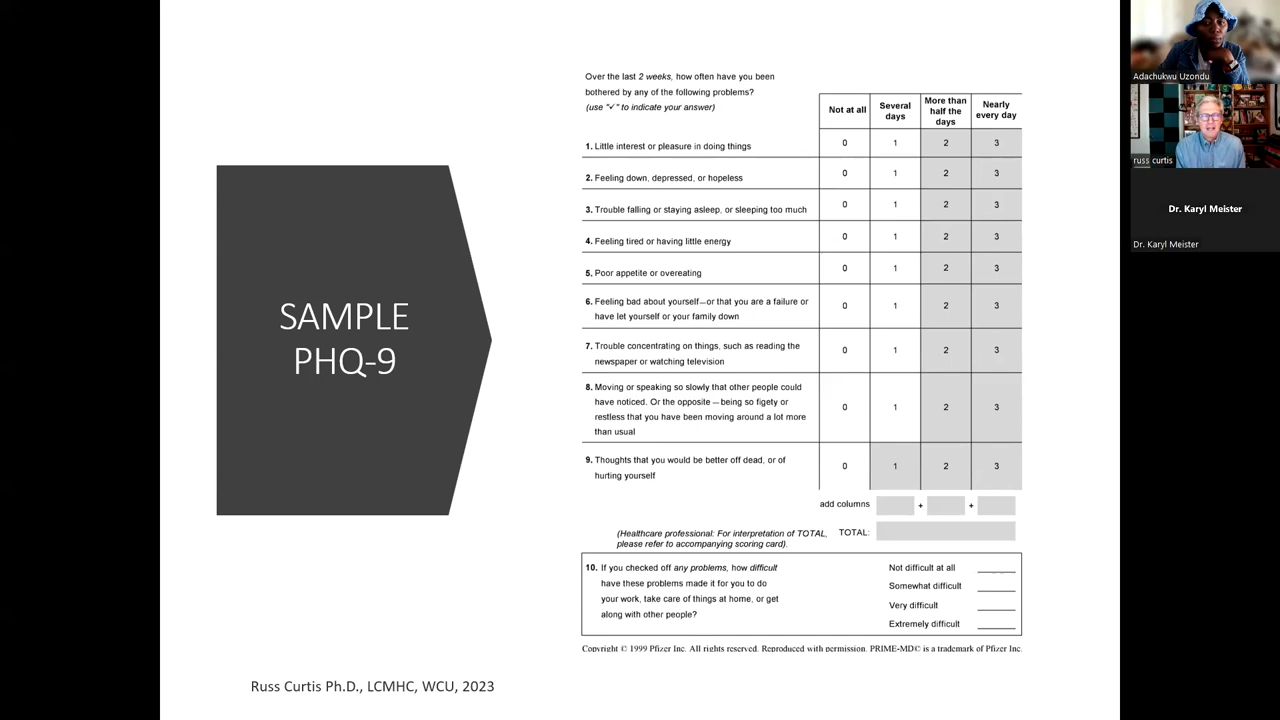 SAMPLE
PHQ-9
Over the last 2 weeks, how often have you been
bothered by any of the following problems?
(use "✓" to indicate your answer)
Not at all
Several
days
More than
half the
days
Nearly
every day
1. Little interest or pleasure in doing things 0 1 2 3
2. Feeling down, depressed, or hopeless 0 1 2 3
3. Trouble falling or staying asleep, or sleeping too much 0 1 2 3
4. Feeling tired or having little energy 0 1 2 3
5. Poor appetite or overeating 0 1 2 3
6. Feeling bad about yourself—or that you are a failure or
have let yourself or your family down 0 1 2 3
7. Trouble concentrating on things, such as reading the
newspaper or watching television 0 1 2 3
8. Moving or speaking so slowly that other people could
have noticed. Or the opposite — being so figety or
restless that you have been moving around a lot more
than usual 0 1 2 3
9. Thoughts that you would be better off dead, or of
hurting yourself 0 1 2 3
add columns + +
(Healthcare professional: For interpretation of TOTAL, TOTAL:
please refer to accompanying scoring card).
10. If you checked off any problems, how difficult
have these problems made it for you to do
your work, take care of things at home, or get
along with other people?
Not difficult at all
Somewhat difficult
Very difficult
Extremely difficult
Copyright © 1999 Pfizer Inc. All rights reserved. Reproduced with permission. PRIME-MD© is a trademark of Pfizer Inc.
Russ Curtis Ph.D., LCMHC, WCU, 2023
Adachukwu Uzondu
russ curtis
Dr. Karyl Meister
Dr. Karyl Meister